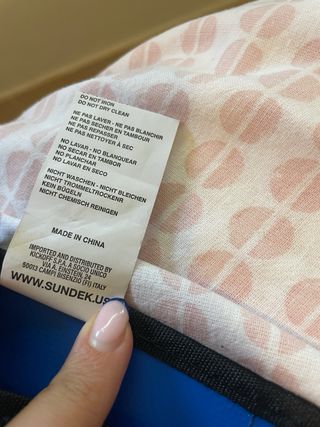 DO NOT IRON
DO NOT DRY CLEAN
NE PAS LAVER - NE PAS BLANCHIR
NE PAS SECHER EN TAMBOUR
NE PAS REPASSER
NE PAS NETTOYER À SEC
NO LAVAR - NO BLANQUEAR
NO SECAR EN TAMBOR
NO PLANCHAR
NO LAVAR EN SECO
NICHT WASCHEN - NICHT BLEICHEN
NICHT TROMMELTROCKENR
KEIN BÜGELN
NICHT CHEMISCH REINIGEN
MADE IN CHINA
IMPORTED AND DISTRIBUTED BY
KICKOFF S.P.A. A SOCIO UNICO
VIA A. EINSTEIN, 24
50013 CAMPI BISENZIO (FI) ITALY
WWW.SUNDEK.